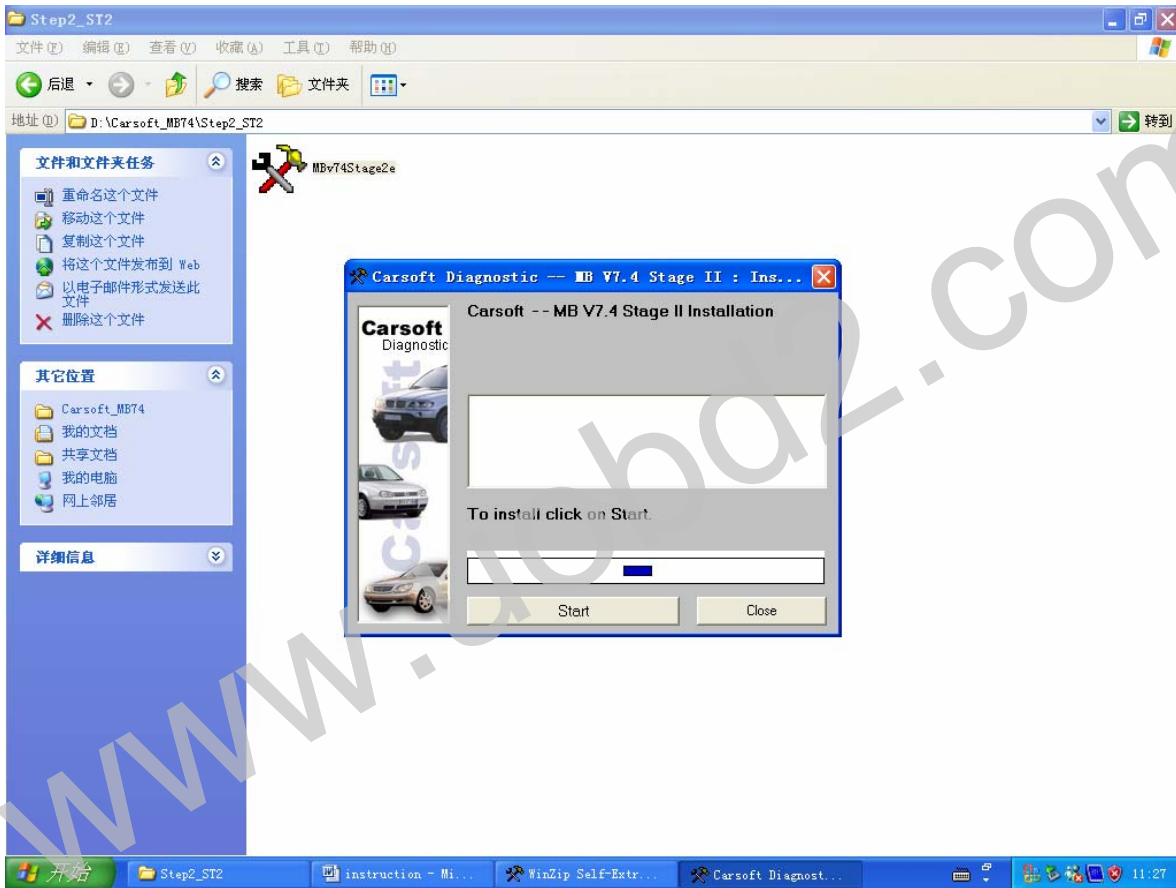 Step2_ST2
文件(F) 编辑(E) 查看(V) 收藏(A) 工具(T) 帮助(H)
后退 搜索 文件夹
地址(D) D:\Carsoft_MB74\Step2_ST2 转到
文件和文件夹任务
重命名这个文件
移动这个文件
复制这个文件
将这个文件发布到 Web
以电子邮件形式发送此
文件
删除这个文件
其它位置
Carsoft_MB74
我的文档
共享文档
我的电脑
网上邻居
详细信息
MBv74Stage2e
Carsoft Diagnostic -- MB V7.4 Stage II : Ins...
Carsoft
Diagnostic
Carsoft
Carsoft -- MB V7.4 Stage II Installation
To install click on Start.
Start Close
www.uobd2.com
开始 Step2_ST2 instruction - Mi... WinZip Self-Extr... Carsoft Diagnost... 11:27